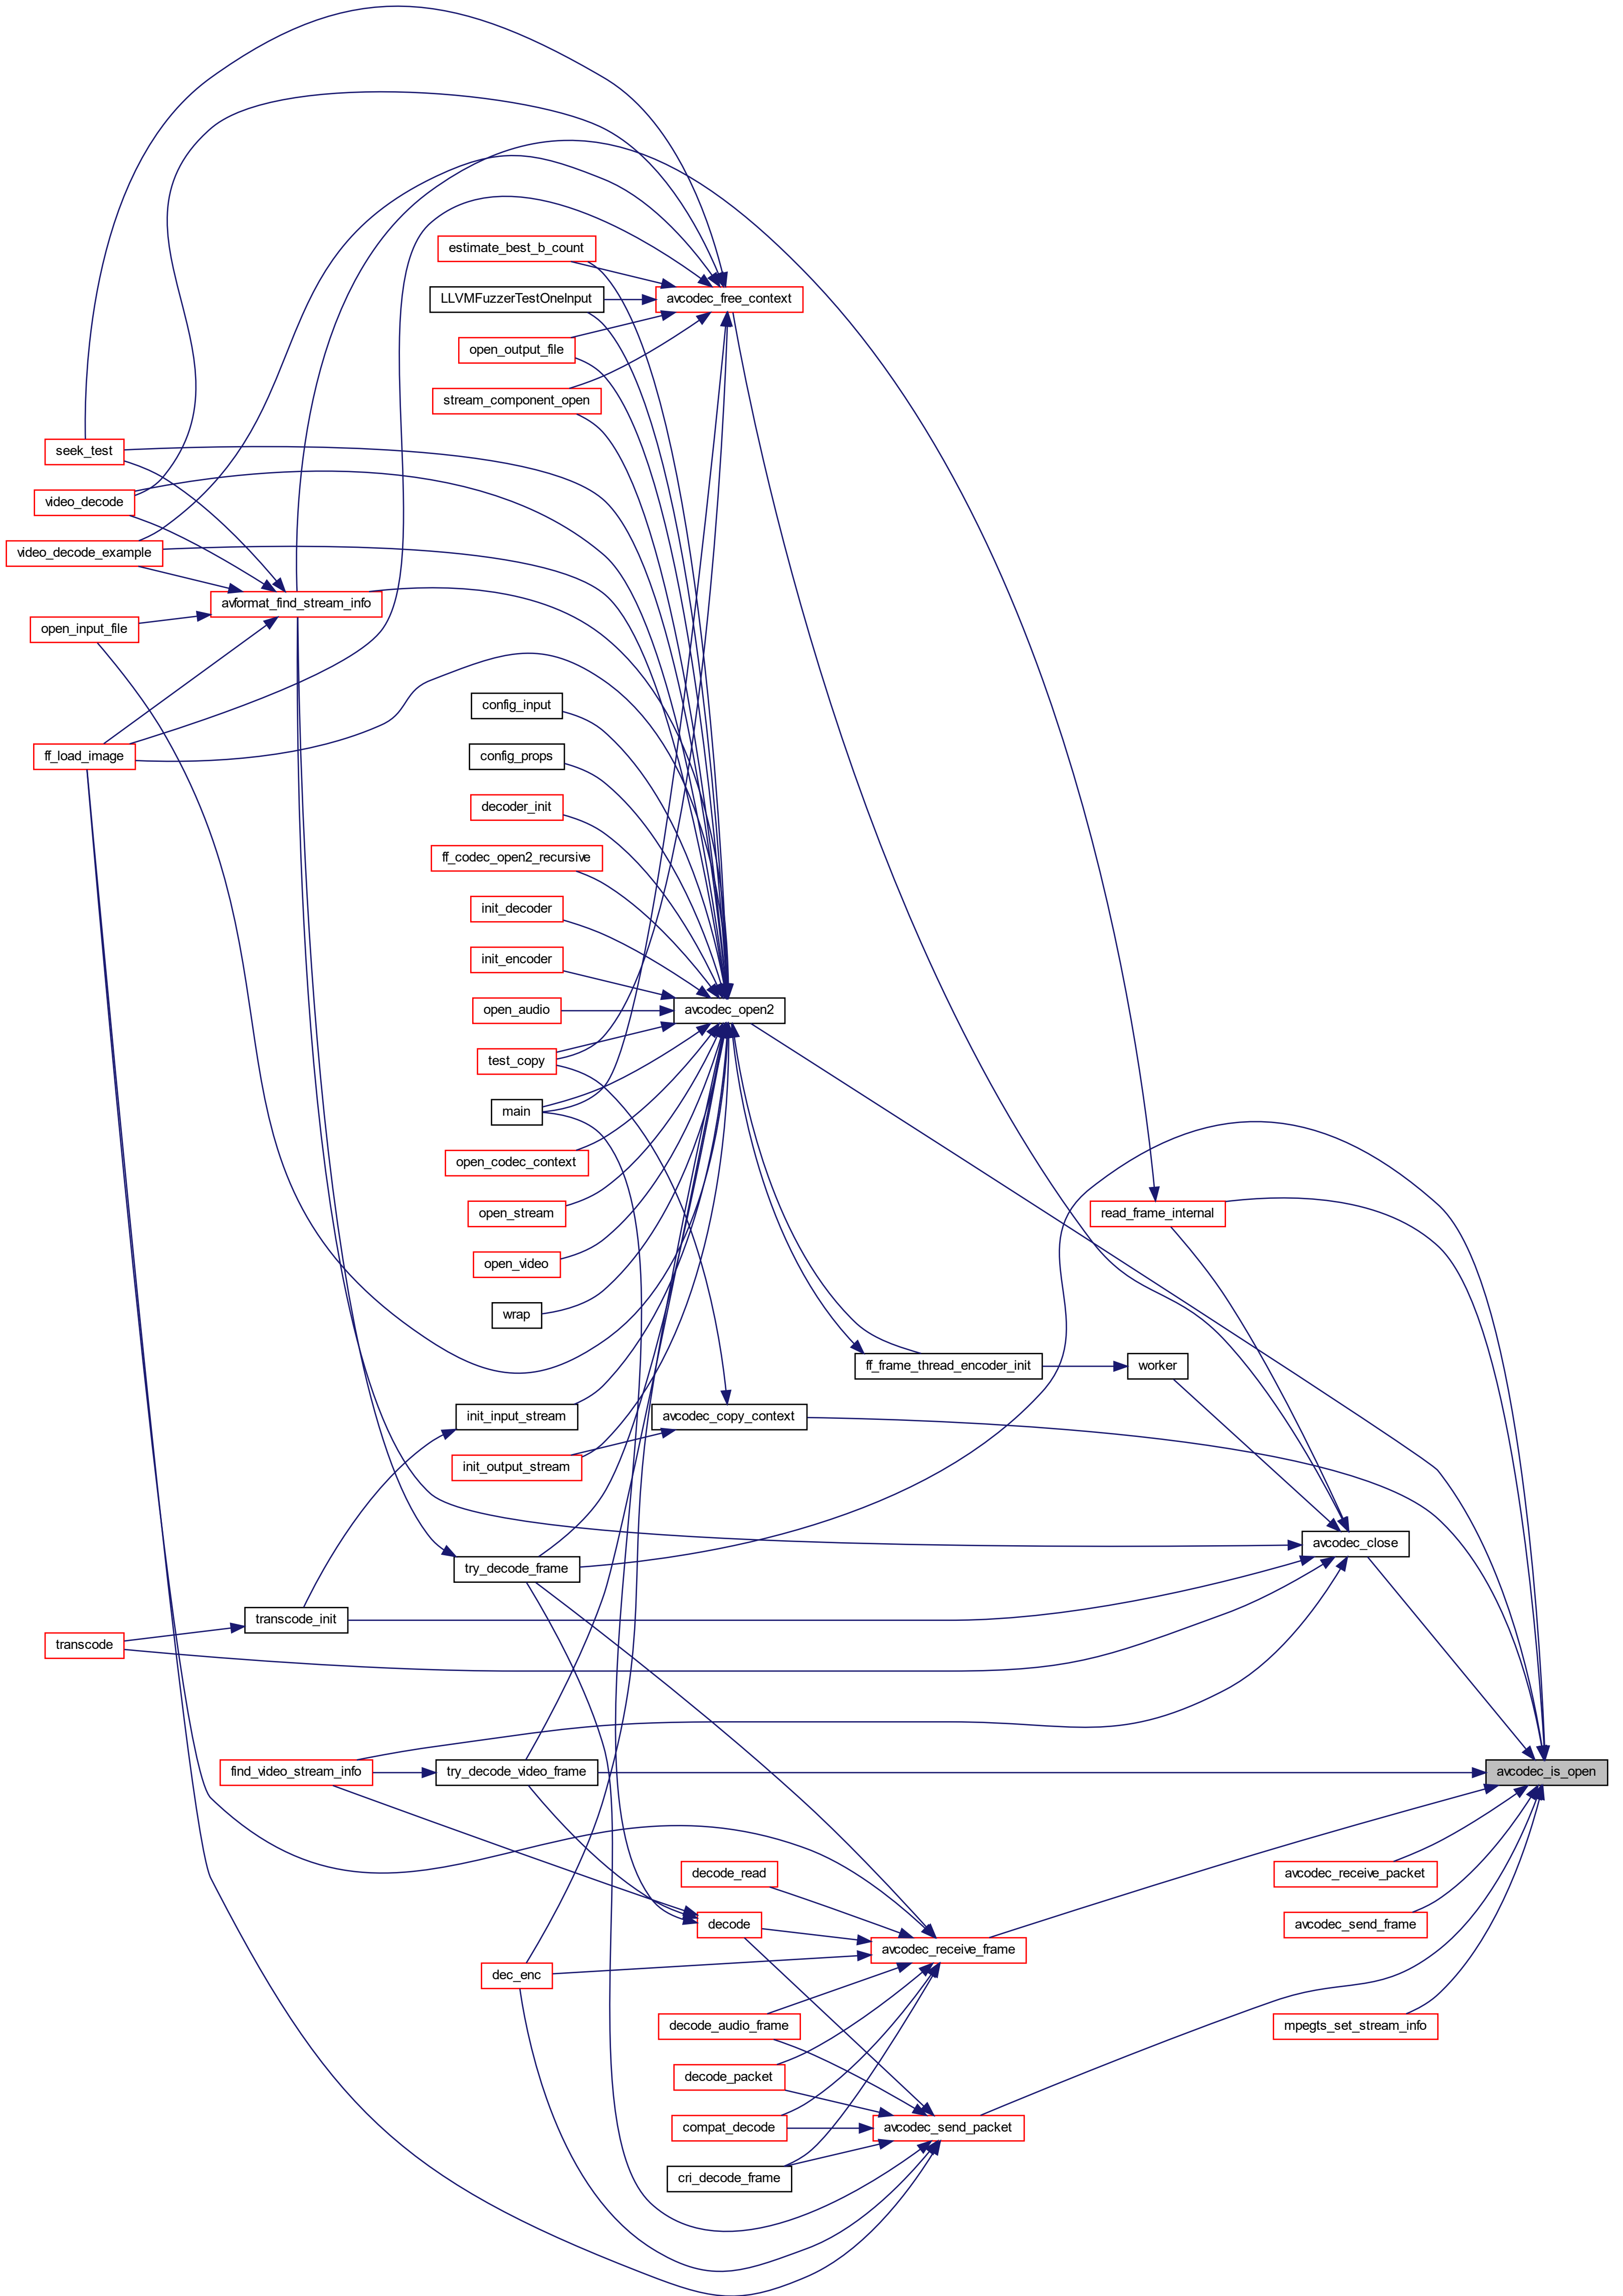 estimate_best_b_count
LLVMFuzzerTestOneInput
avcodec_free_context
open_output_file
stream_component_open
seek_test
video_decode
video_decode_example
avformat_find_stream_info
open_input_file
config_input
config_props
ff_load_image
decoder_init
ff_codec_open2_recursive
init_decoder
init_encoder
open_audio
avcodec_open2
test_copy
main
open_codec_context
open_stream
read_frame_internal
open_video
wrap
ff_frame_thread_encoder_init
worker
init_input_stream
avcodec_copy_context
init_output_stream
avcodec_close
try_decode_frame
transcode_init
transcode
find_video_stream_info
try_decode_video_frame
avcodec_is_open
decode_read
avcodec_receive_packet
decode
avcodec_send_frame
avcodec_receive_frame
dec_enc
decode_audio_frame
mpegts_set_stream_info
decode_packet
compat_decode
avcodec_send_packet
cri_decode_frame